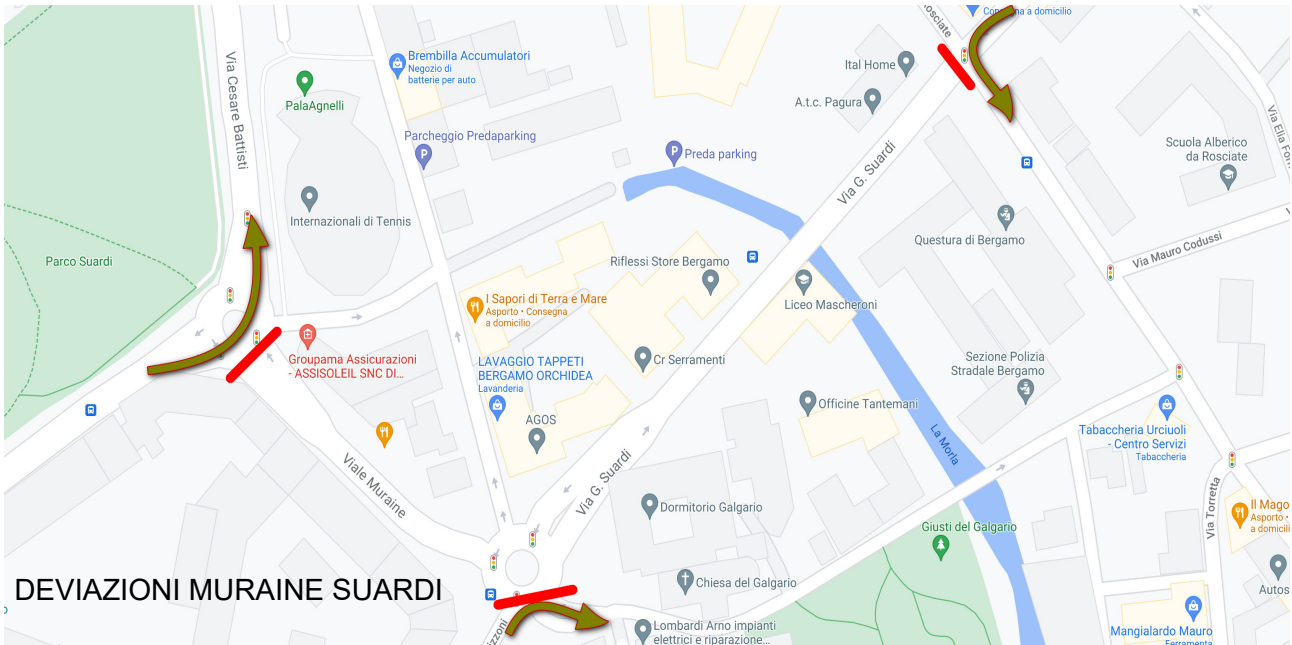 Consegna a domicilio
Rosciate
Brembilla Accumulatori
Negozio di
batterie per auto
Ital Home
Via Cesare Battisti
PalaAgnelli
A.t.c. Pagura
Via Elia Fo
Parcheggio Predaparking
Preda parking
Scuola Alberico
da Rosciate
Via G. Suardi
Internazionali di Tennis
Questura di Bergamo
Via Mauro Codussi
Parco Suardi
Riflessi Store Bergamo
I Sapori di Terra e Mare
Asporto • Consegna
a domicilio
Liceo Mascheroni
Groupama Assicurazioni
- ASSISOLEIL SNC DI...
LAVAGGIO TAPPETI
BERGAMO ORCHIDEA
Lavanderia
Cr Serramenti
Sezione Polizia
Stradale Bergamo
Officine Tantemani
AGOS
Tabaccheria Urciuoli
- Centro Servizi
Tabaccheria
La Morla
Viale Muraine
Via G. Suardi
Dormitorio Galgario
Via Torretta
Il Mago
Asporto •
a domicili
Giusti del Galgario
DEVIAZIONI MURAINE SUARDI
Chiesa del Galgario
Autos
izzoni
Lombardi Arno impianti
elettrici e riparazione...
Mangialardo Mauro
Ferramenta